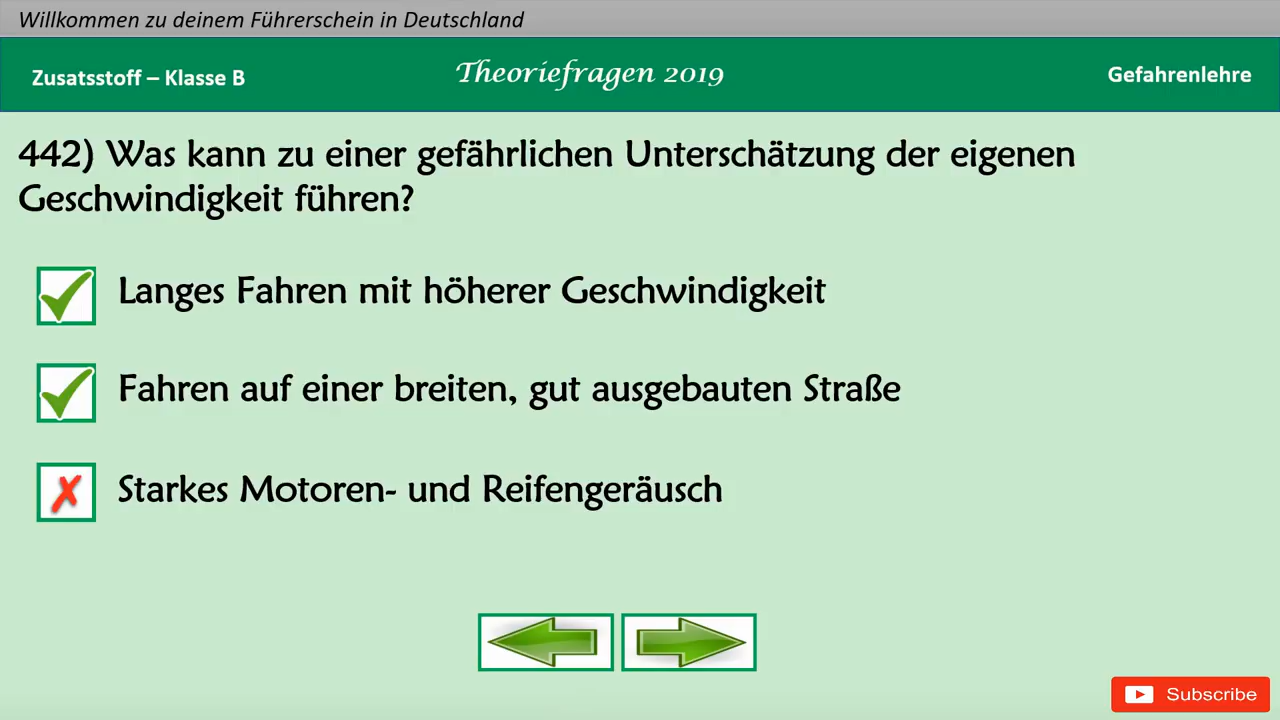 Willkommen zu deinem Führerschein in Deutschland
Zusatsstoff – Klasse B
Theoriefragen 2019
Gefahrenlehre
442) Was kann zu einer gefährlichen Unterschätzung der eigenen
Geschwindigkeit führen?
Langes Fahren mit höherer Geschwindigkeit
Fahren auf einer breiten, gut ausgebauten Straße
Starkes Motoren- und Reifengeräusch
Subscribe